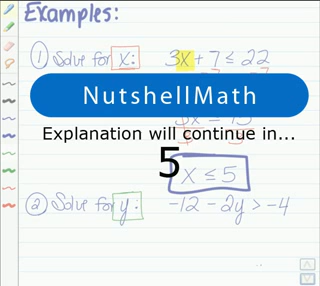 Examples:
① Solve for x: 3x + 7 ≤ 22
NutshellMath
Explanation will continue in...
5
x ≤ 5
② Solve for y: -12 - 2y > -4